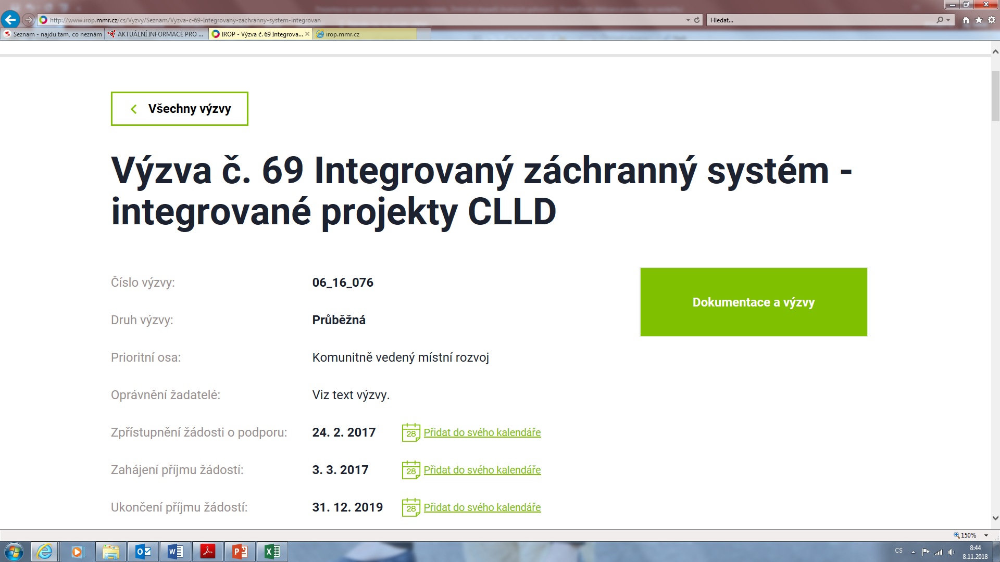 http://www.irop.mmr.cz/cs/Vyzvy/Seznam/Vyzva-c-69-Integrovany-zachranny-system-integrovan
Hledat...
Seznam - najdu tam, co neznám
AKTUÁLNÍ INFORMACE PRO ...
IROP - Výzva č. 69 Integrova...
irop.mmr.cz
Všechny výzvy
Výzva č. 69 Integrovaný záchranný systém -
integrované projekty CLLD
Číslo výzvy: 06_16_076
Dokumentace a výzvy
Druh výzvy: Průběžná
Prioritní osa: Komunitně vedený místní rozvoj
Oprávnění žadatelé: Viz text výzvy.
Zpřístupnění žádosti o podporu: 24. 2. 2017 28 Přidat do svého kalendáře
Zahájení příjmu žádostí: 3. 3. 2017 28 Přidat do svého kalendáře
Ukončení příjmu žádostí: 31. 12. 2019 28 Přidat do svého kalendáře
150%
CS
8:44
8.11.2018